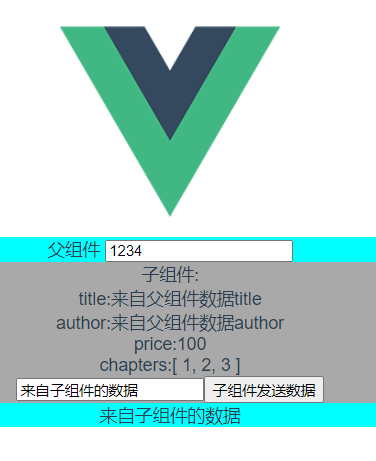 父组件 1234
子组件:
title:来自父组件数据title
author:来自父组件数据author
price:100
chapters:[ 1, 2, 3 ]
来自子组件的数据 子组件发送数据
来自子组件的数据